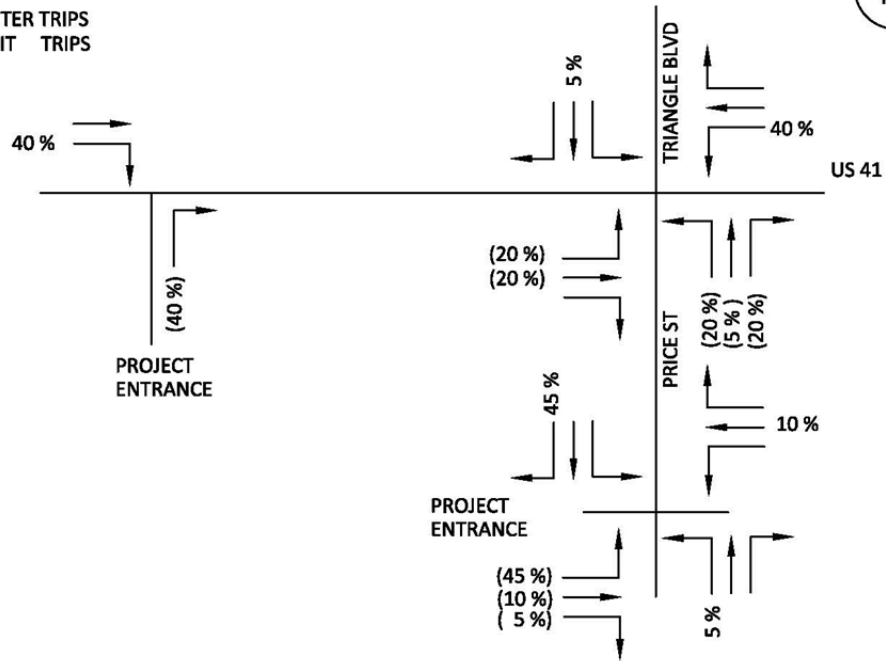 TER TRIPS
IT TRIPS
40 %
(40 %)
PROJECT
ENTRANCE
5 %
TRIANGLE BLVD
40 %
US 41
(20 %)
(20 %)
PRICE ST
(20 %)
(5 % )
(20 %)
45 %
10 %
PROJECT
ENTRANCE
(45 %)
(10 %)
( 5 %)
5 %